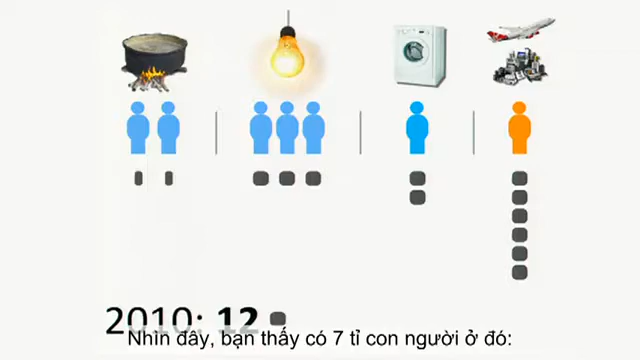 2010: 12
Nhìn đây, bạn thấy có 7 tỉ con người ở đó: